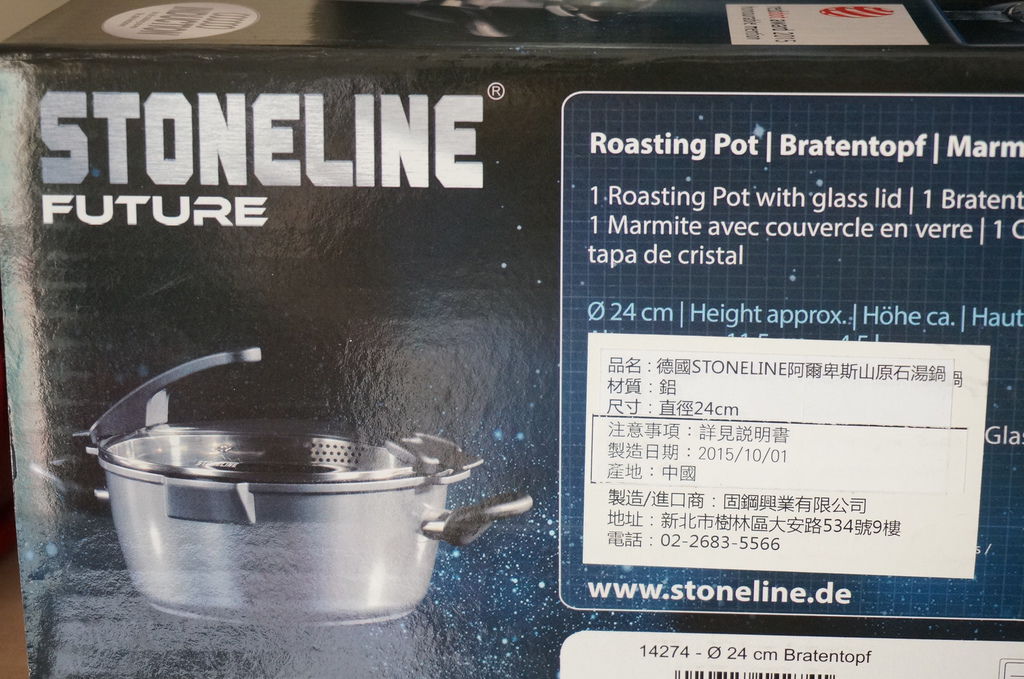 STONELINE®
FUTURE
Roasting Pot | Bratentopf |
1 Roasting Pot with glass lid | 1
1 Marmite avec couvercle en verre | 1
tapa de cristal
Ø 24 cm | Height approx. | Höhe ca. |
品名：德國STONELINE阿爾卑斯山原石湯鍋
材質：鋁
尺寸：直徑24cm
注意事項：詳見説明書
製造日期：2015/10/01
產地：中國
製造/進口商：固鋼興業有限公司
地址：新北市樹林區大安路534號9樓
電話：02-2683-5566
www.stoneline.de
14274 - Ø 24 cm Bratentopf